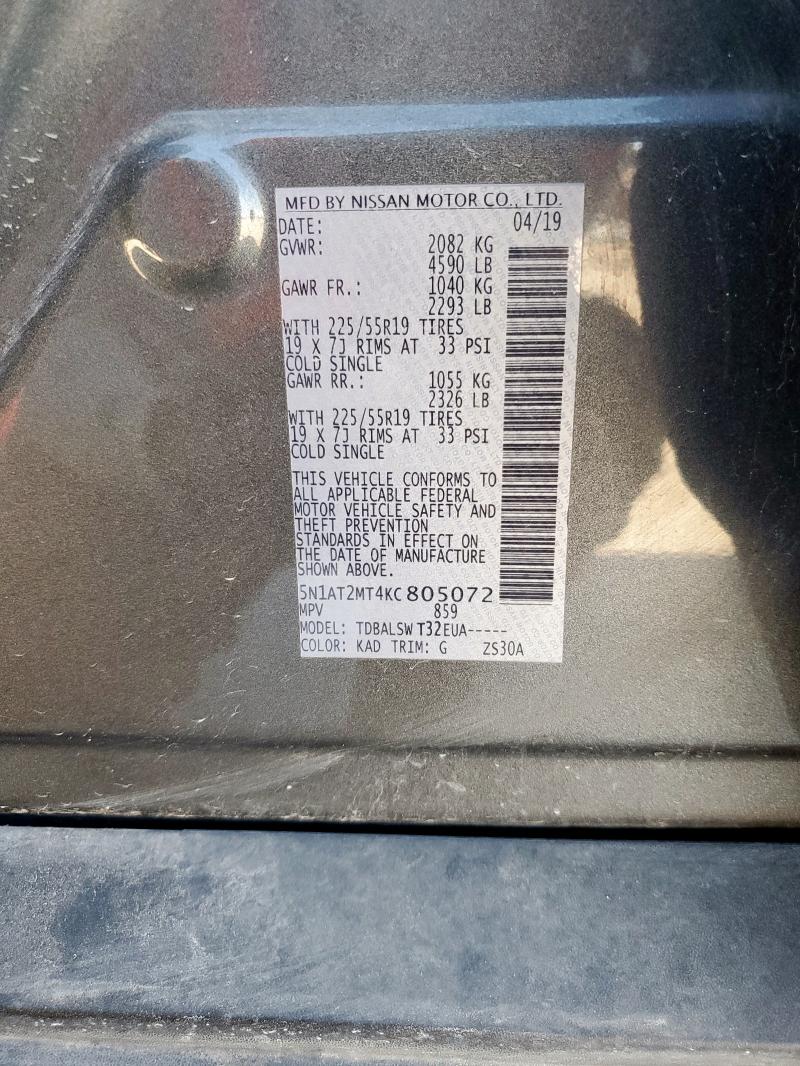 MFD BY NISSAN MOTOR CO., LTD.
DATE: 04/19
GVWR: 2082 KG
4590 LB
GAWR FR.: 1040 KG
2293 LB
WITH 225/55R19 TIRES
19 X 7J RIMS AT 33 PSI
COLD SINGLE
GAWR RR.: 1055 KG
2326 LB
WITH 225/55R19 TIRES
19 X 7J RIMS AT 33 PSI
COLD SINGLE
THIS VEHICLE CONFORMS TO
ALL APPLICABLE FEDERAL
MOTOR VEHICLE SAFETY AND
THEFT PREVENTION
STANDARDS IN EFFECT ON
THE DATE OF MANUFACTURE
SHOWN ABOVE.
5N1AT2MT4KC805072
MPV 859
MODEL: TDBALSW T32EUA-----
COLOR: KAD TRIM: G ZS30A